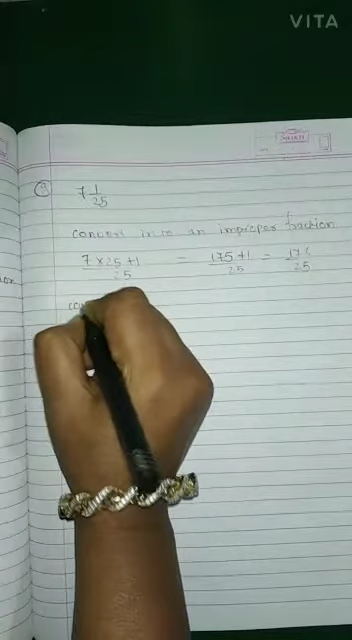 VITA
7 1/25
convert into an improper fraction
7 × 25 + 1 / 25 = 175 + 1 / 25 = 176 / 25